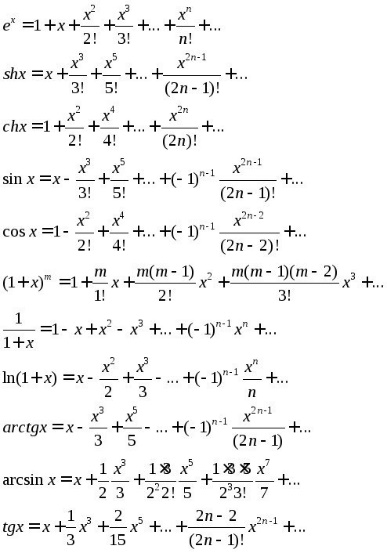 e^x = 1 + x + x^2/2! + x^3/3! + ... + x^n/n!
shx = x + x^3/3! + x^5/5! + ... + x^(2n-1)/(2n-1)! + ...
chx = 1 + x^2/2! + x^4/4! + ... + x^(2n)/(2n)! + ...
sin x = x - x^3/3! + x^5/5! + ... + (-1)^(n-1) x^(2n-1)/(2n-1)! + ...
cos x = 1 - x^2/2! + x^4/4! + ... + (-1)^(n-1) x^(2n-2)/(2n-2)! + ...
(1+x)^m = 1 + m/1! x + m(m-1)/2! x^2 + m(m-1)(m-2)/3! x^3 + ...
1/(1+x) = 1 - x + x^2 - x^3 + ... + (-1)^(n-1) x^n + ...
ln(1+x) = x - x^2/2 + x^3/3 - ... + (-1)^(n-1) x^n/n + ...
arctgx = x - x^3/3 + x^5/5 - ... + (-1)^(n-1) x^(2n-1)/(2n-1) + ...
arcsin x = x + 1/2 x^3/3 + 1×3/(2^2 2!) x^5/5 + 1×3×5/(2^3 3!) x^7/7 + ...
tgx = x + 1/3 x^3 + 2/15 x^5 + ... + (2n-2)/(2n-1)! x^(2n-1) + ...